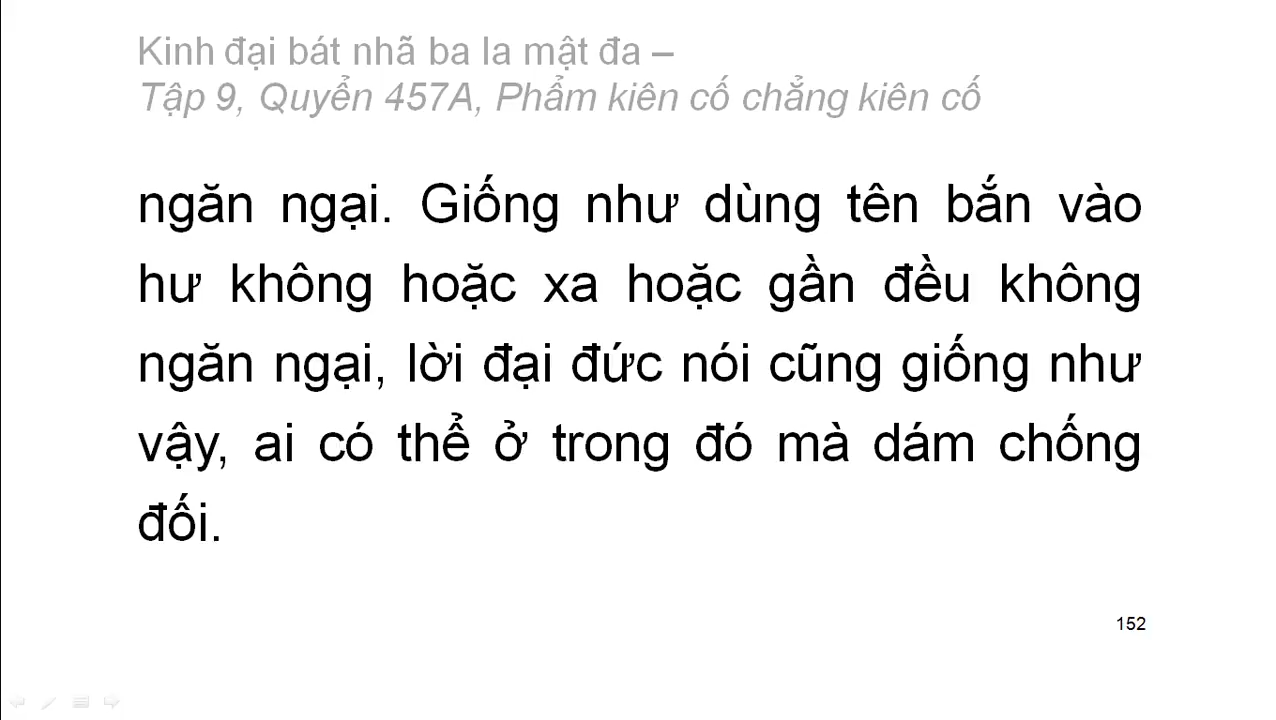 Kinh đại bát nhã ba la mật đa –
Tập 9, Quyển 457A, Phẩm kiên cố chẳng kiên cố
ngăn ngại. Giống như dùng tên bắn vào
hư không hoặc xa hoặc gần đều không
ngăn ngại, lời đại đức nói cũng giống như
vậy, ai có thể ở trong đó mà dám chống
đối.
152